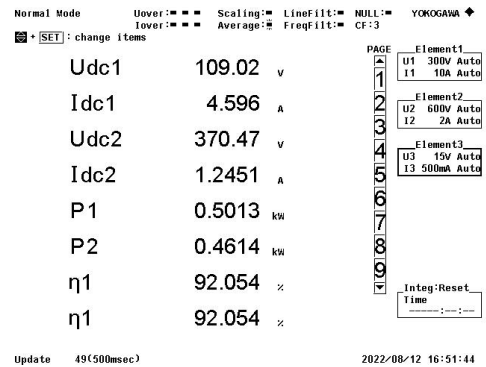 Normal Mode Uover:■ ■ ■ Scaling:■ LineFilt:■ NULL:■ YOKOGAWA ◆
Iover:■ ■ ■ Average:■ FreqFilt:■ CF:3
+ SET : change items
PAGE
Udc1 109.02 V
Idc1 4.596 A
Udc2 370.47 V
Idc2 1.2451 A
P1 0.5013 kW
P2 0.4614 kW
η1 92.054 %
η1 92.054 %
1
2
3
4
5
6
7
8
9
Element1
U1 300V Auto
I1 10A Auto
Element2
U2 600V Auto
I2 2A Auto
Element3
U3 15V Auto
I3 500mA Auto
Integ:Reset
Time
-----:--:--
Update 49(500msec) 2022/08/12 16:51:44